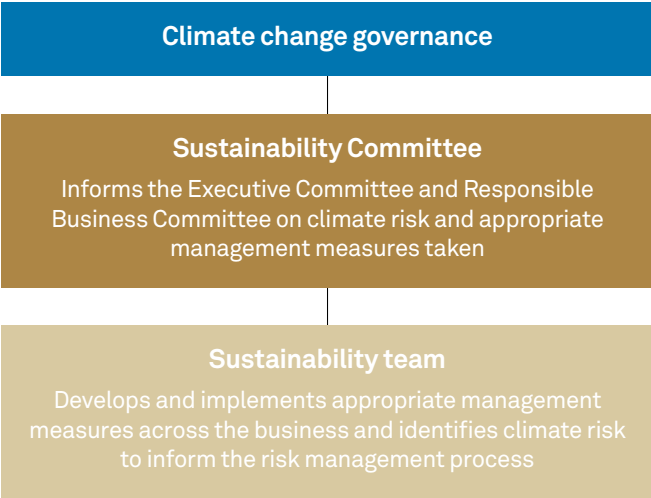 Climate change governance
Sustainability Committee
Informs the Executive Committee and Responsible
Business Committee on climate risk and appropriate
management measures taken
Sustainability team
Develops and implements appropriate management
measures across the business and identifies climate risk
to inform the risk management process